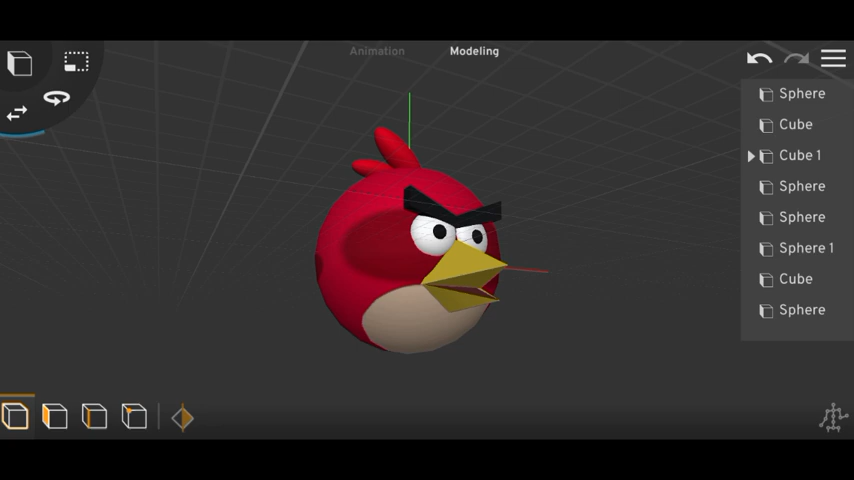 Animation
Modeling
Sphere
Cube
Cube 1
Sphere
Sphere
Sphere 1
Cube
Sphere